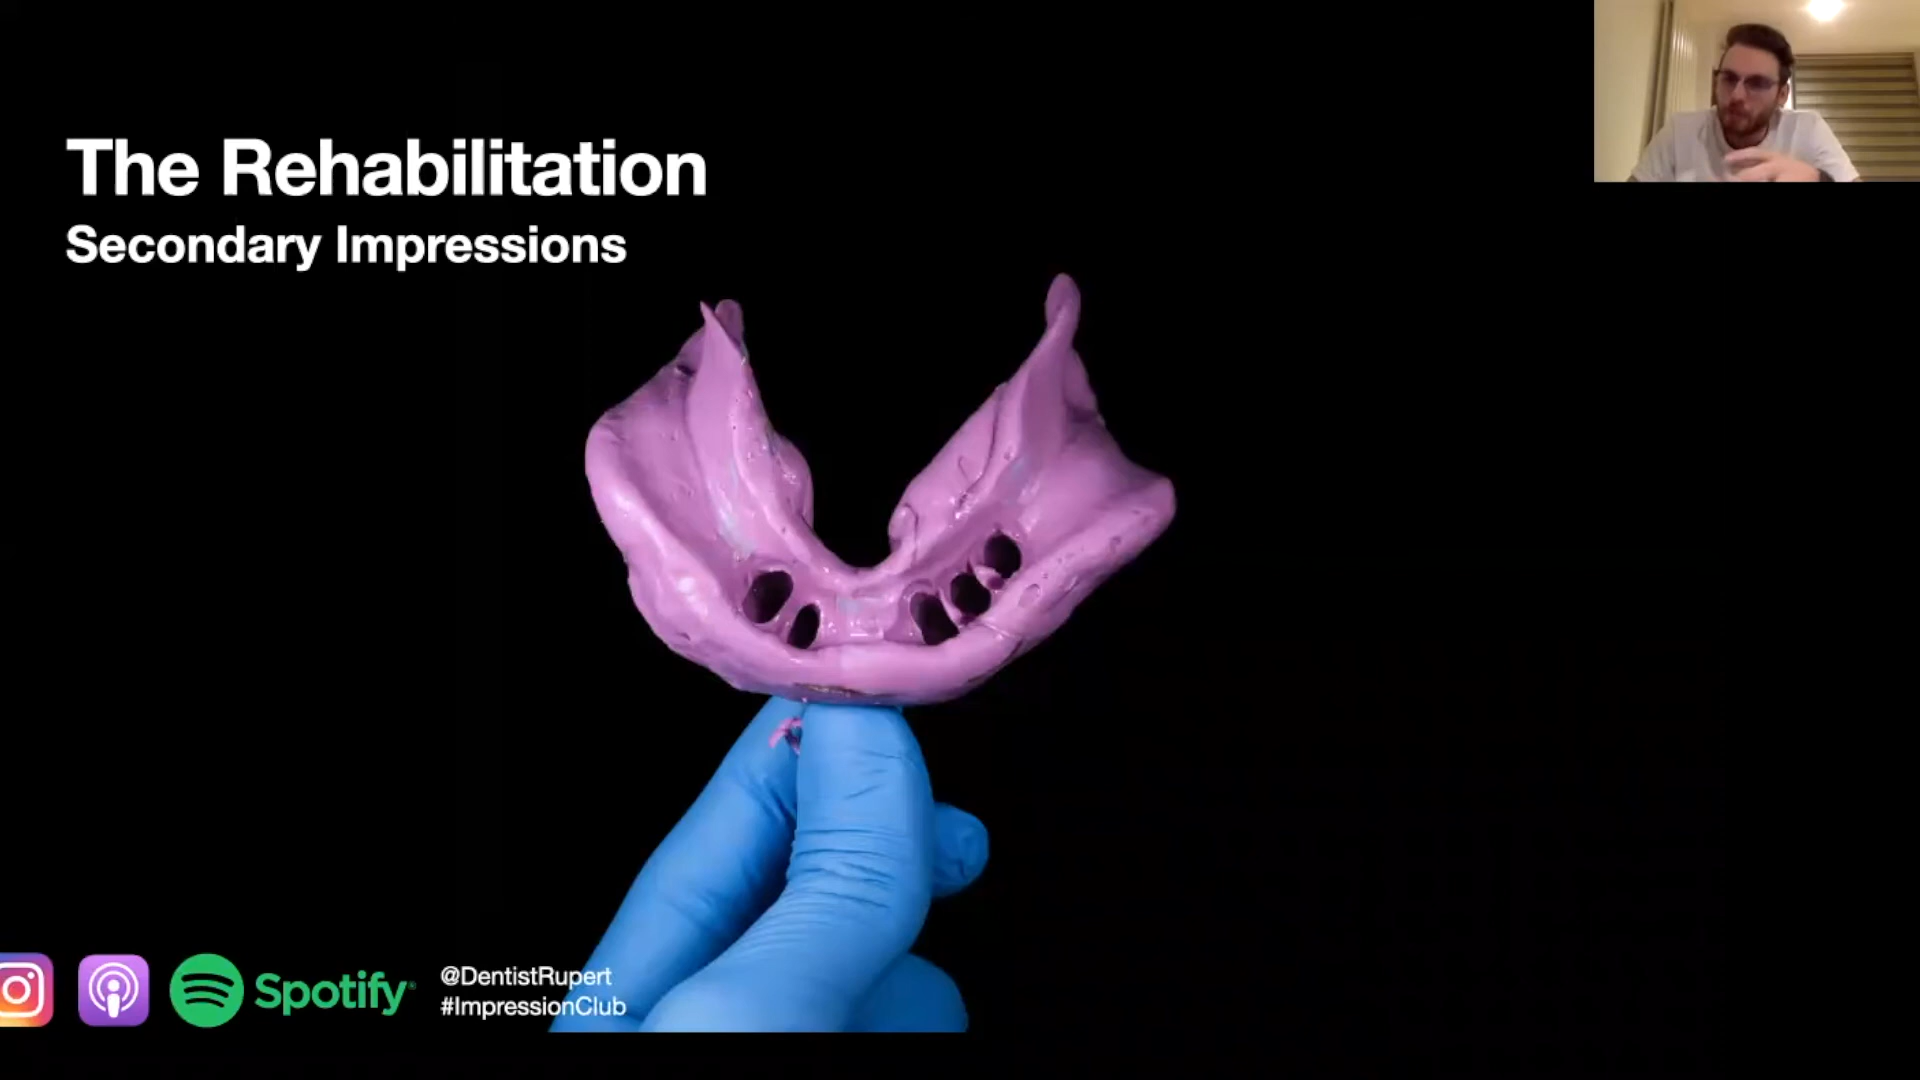 The Rehabilitation
Secondary Impressions
Spotify
@DentistRupert
#ImpressionClub